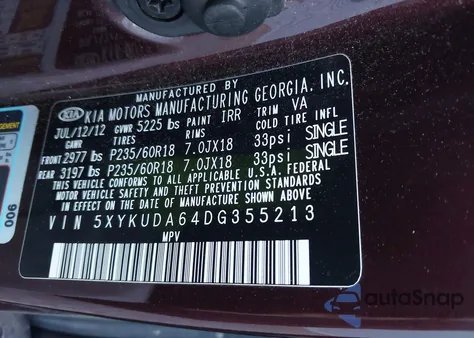 MANUFACTURED BY
KIA KIA MOTORS MANUFACTURING GEORGIA, INC.
JUL/12/12 GVWR 5225 lbs PAINT IRR TRIM VA
GAWR TIRES RIMS COLD TIRE INFL
FRONT 2977 lbs P235/60R18 7.0JX18 33psi SINGLE
REAR 3197 lbs P235/60R18 7.0JX18 33psi SINGLE
THIS VEHICLE CONFORMS TO ALL APPLICABLE U.S.A. FEDERAL
MOTOR VEHICLE SAFETY AND THEFT PREVENTION STANDARDS
IN EFFECT ON THE DATE OF MANUFACTURE SHOWN ABOVE.
VIN 5XYKUDA64DG355213
MPV
900
autoSnap